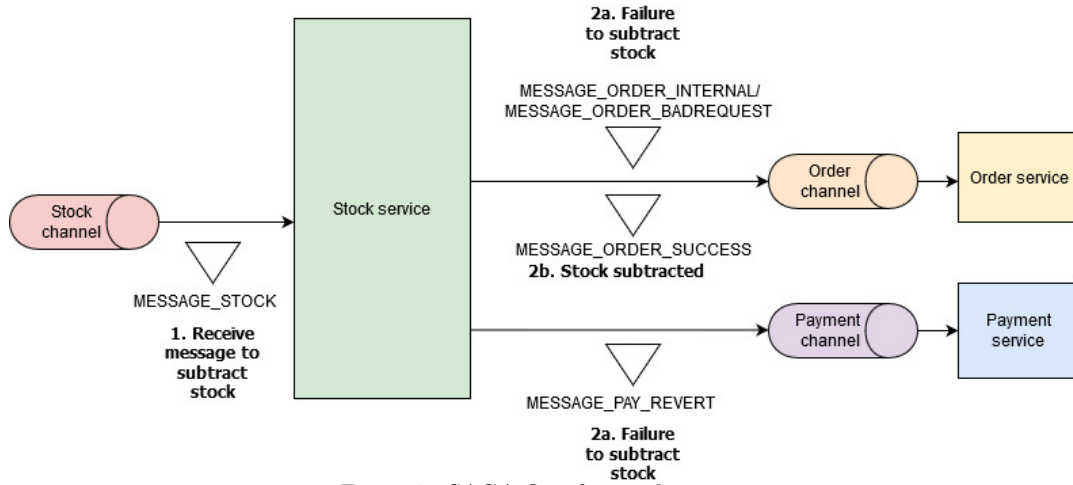 2a. Failure
to subtract
stock
MESSAGE_ORDER_INTERNAL/
MESSAGE_ORDER_BADREQUEST
Stock
channel
Stock service
Order
channel
Order service
MESSAGE_ORDER_SUCCESS
2b. Stock subtracted
MESSAGE_STOCK
1. Receive
message to
subtract
stock
Payment
channel
Payment
service
MESSAGE_PAY_REVERT
2a. Failure
to subtract
stock